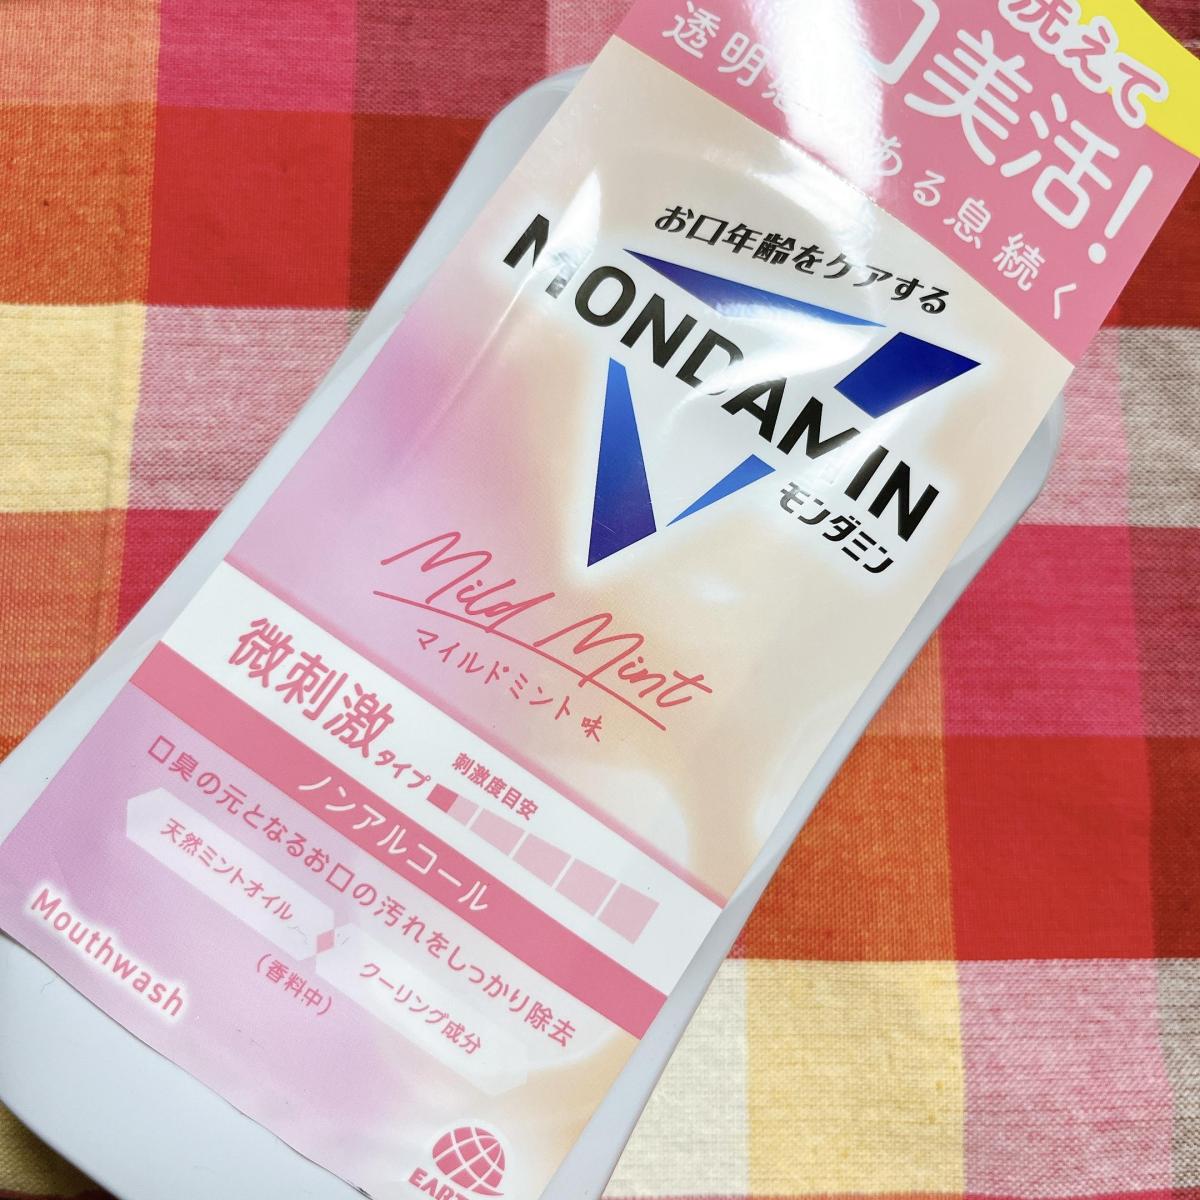 洗えて
口美活!
透明感のある息続く
お口年齢をケアする
MONDAMIN
モンダミン
Mild Mint
マイルドミント味
微刺激タイプ
刺激度目安
ノンアルコール
口臭の元となるお口の汚れをしっかり除去
天然ミントオイル
(香料中)
クーリング成分
Mouthwash